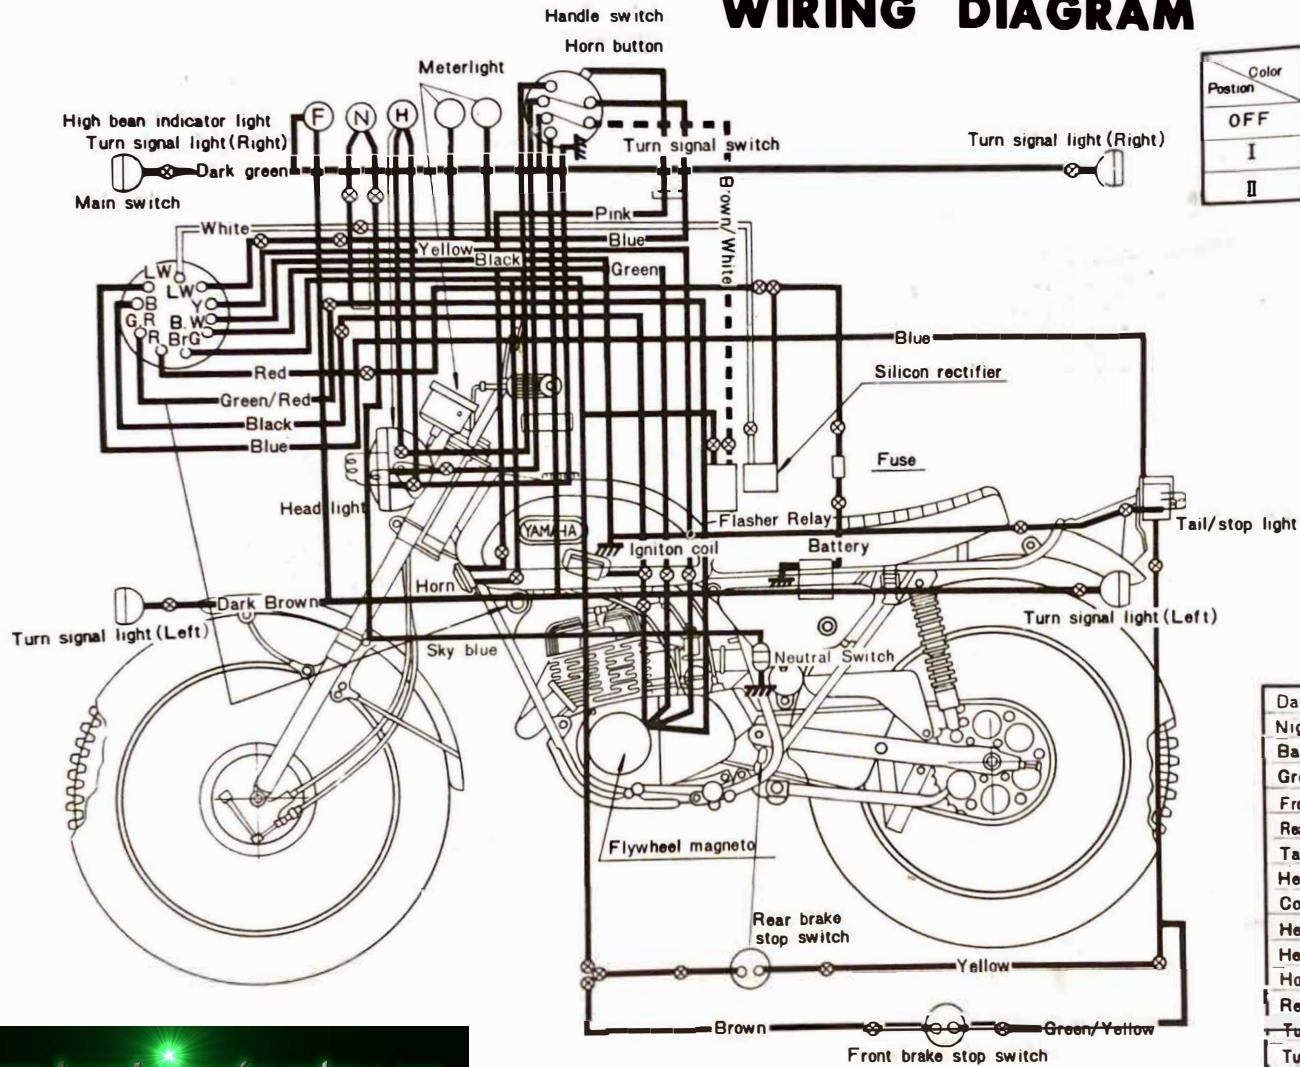 WIRING DIAGRAM
Handle switch
Horn button
Meterlight
High bean indicator light
F
N
H
Turn signal light(Right)
Turn signal switch
Turn signal light(Right)
Dark green
Main switch
Color
Postion
OFF
I
II
White
Pink
Blue
Yellow
Black
Green
Brown/White
LW
LW
B
Y
G.R
B.W
R
BrG
Red
Green/Red
Black
Blue
Blue
Silicon rectifier
Fuse
Head light
YAMAHA
Flasher Relay
Tail/stop light
Igniton coil
Battery
Horn
Dark Brown
Turn signal light(Left)
Turn signal light(Left)
Sky blue
Neutral Switch
Flywheel magneto
Rear brake
stop switch
Yellow
Brown
Green/Yellow
Front brake stop switch